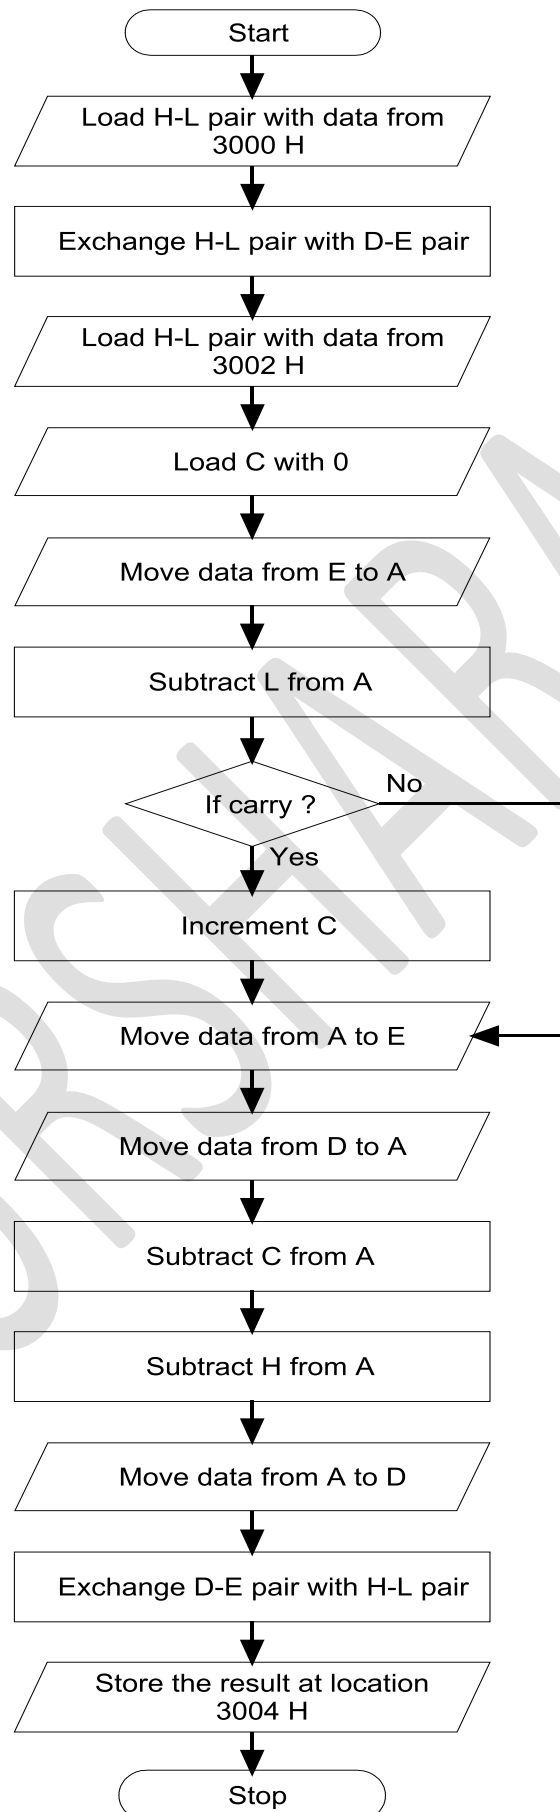 Start
Load H-L pair with data from
3000 H
Exchange H-L pair with D-E pair
Load H-L pair with data from
3002 H
Load C with 0
Move data from E to A
Subtract L from A
If carry ?
No
Yes
Increment C
Move data from A to E
Move data from D to A
Subtract C from A
Subtract H from A
Move data from A to D
Exchange D-E pair with H-L pair
Store the result at location
3004 H
Stop